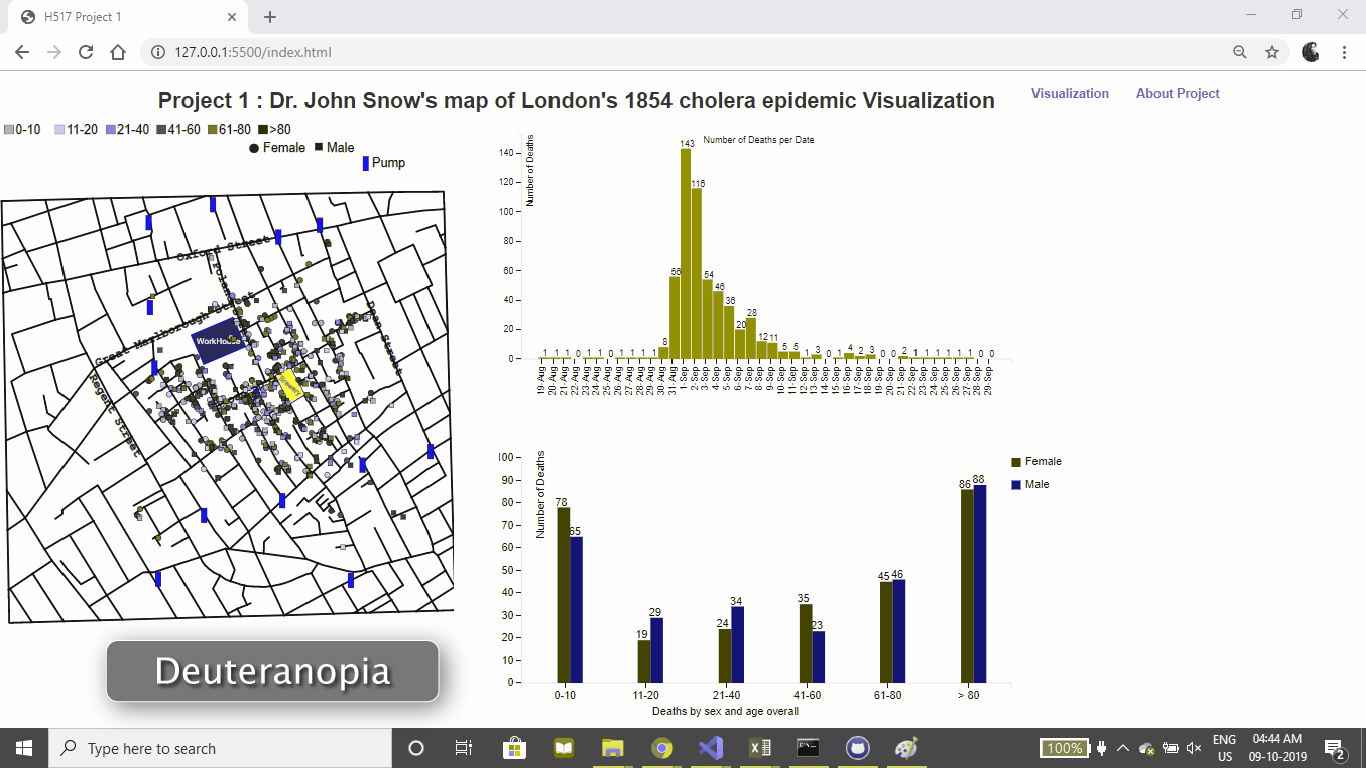 H517 Project 1
127.0.0.1:5500/index.html
Project 1 : Dr. John Snow's map of London's 1854 cholera epidemic Visualization
Visualization About Project
0-10 11-20 21-40 41-60 61-80 >80
Female Male
Pump
Oxford Street
Great Marlborough Street
Dean Street
Regent Street
WorkHouse
Deuteranopia
Number of Deaths per Date
Number of Deaths
140
120
100
80
60
40
20
0
1 1 1 0 1 1 0 1 1 1 1 8 56 143 116 54 46 36 20 28 12 11 5 5 1 3 0 1 4 2 3 0 0 2 1 1 1 1 1 1 0 0
19-Aug 20-Aug 21-Aug 22-Aug 23-Aug 24-Aug 25-Aug 26-Aug 27-Aug 28-Aug 29-Aug 30-Aug 31-Aug 1-Sep 2-Sep 3-Sep 4-Sep 5-Sep 6-Sep 7-Sep 8-Sep 9-Sep 10-Sep 11-Sep 12-Sep 13-Sep 14-Sep 15-Sep 16-Sep 17-Sep 18-Sep 19-Sep 20-Sep 21-Sep 22-Sep 23-Sep 24-Sep 25-Sep 26-Sep 27-Sep 28-Sep 29-Sep
Number of Deaths
100
90
80
70
60
50
40
30
20
10
0
78 65 19 29 24 34 35 23 45 46 86 88
0-10 11-20 21-40 41-60 61-80 > 80
Deaths by sex and age overall
Female
Male
Type here to search
100%
ENG
US
04:44 AM
09-10-2019
2